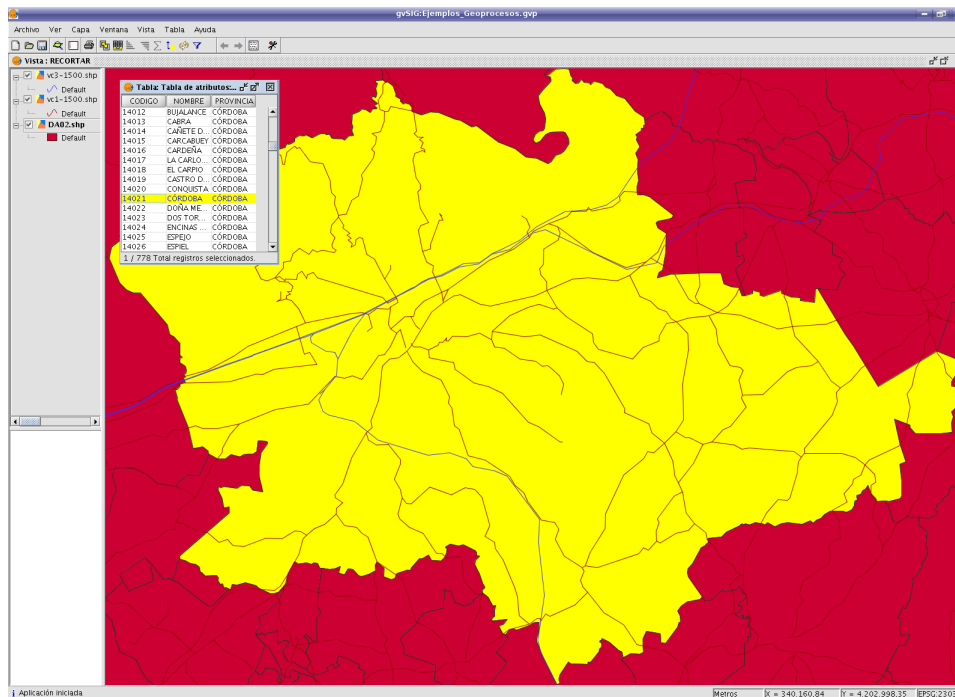 gvSIG:Ejemplos_Geoprocesos.gvp
Archivo Ver Capa Ventana Vista Tabla Ayuda
Vista: RECORTAR
vc3-1500.shp
Default
vc1-1500.shp
Default
DA02.shp
Default
Tabla: Tabla de atributos:...
CODIGO NOMBRE PROVINCIA
14012 BUJALANCE CÓRDOBA
14013 CABRA CÓRDOBA
14014 CAÑETE D... CÓRDOBA
14015 CARCABUEY CÓRDOBA
14016 CARDEÑA CÓRDOBA
14017 LA CARLO... CÓRDOBA
14018 EL CARPIO CÓRDOBA
14019 CASTRO D... CÓRDOBA
14020 CONQUISTA CÓRDOBA
14021 CÓRDOBA CÓRDOBA
14022 DOÑA ME... CÓRDOBA
14023 DOS TOR... CÓRDOBA
14024 ENCINAS ... CÓRDOBA
14025 ESPEJO CÓRDOBA
14026 ESPIEL CÓRDOBA
1 / 778 Total registros seleccionados.
Aplicación iniciada
Metros X = 340.160,84 Y = 4.202.998,35 EPSG:2303